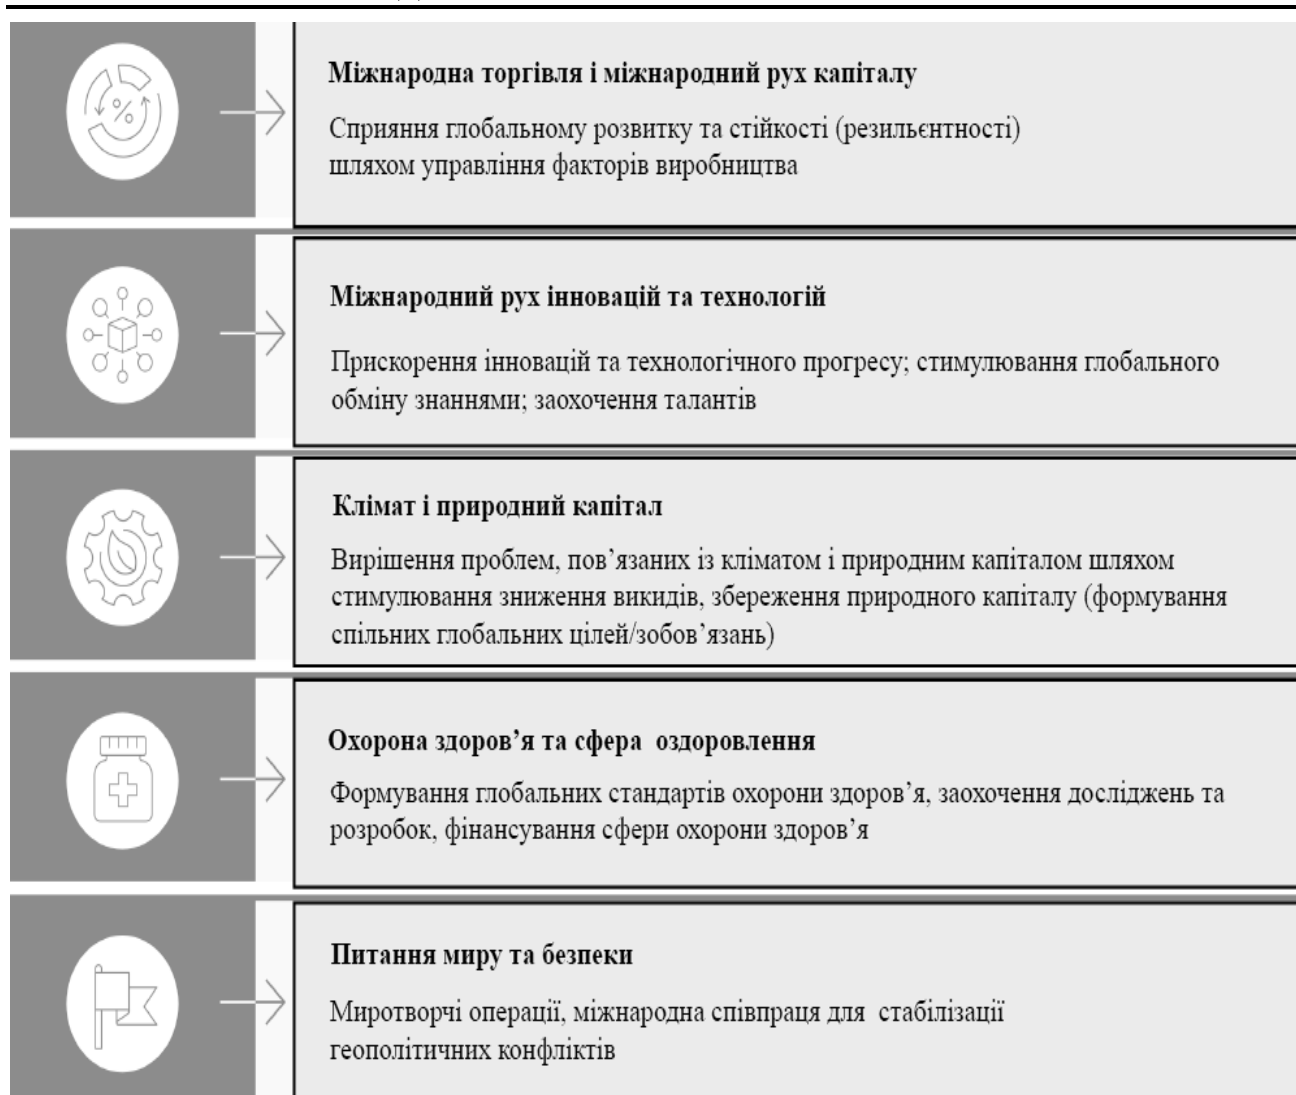 Міжнародна торгівля і міжнародний рух капіталу
Сприяння глобальному розвитку та стійкості (резильєнтності)
шляхом управління факторів виробництва
%
Міжнародний рух інновацій та технологій
Прискорення інновацій та технологічного прогресу; стимулювання глобального
обміну знаннями; заохочення талантів
Клімат і природний капітал
Вирішення проблем, пов’язаних із кліматом і природним капіталом шляхом
стимулювання зниження викидів, збереження природного капіталу (формування
спільних глобальних цілей/зобов’язань)
Охорона здоров’я та сфера оздоровлення
Формування глобальних стандартів охорони здоров’я, заохочення досліджень та
розробок, фінансування сфери охорони здоров’я
Питання миру та безпеки
Миротворчі операції, міжнародна співпраця для стабілізації
геополітичних конфліктів